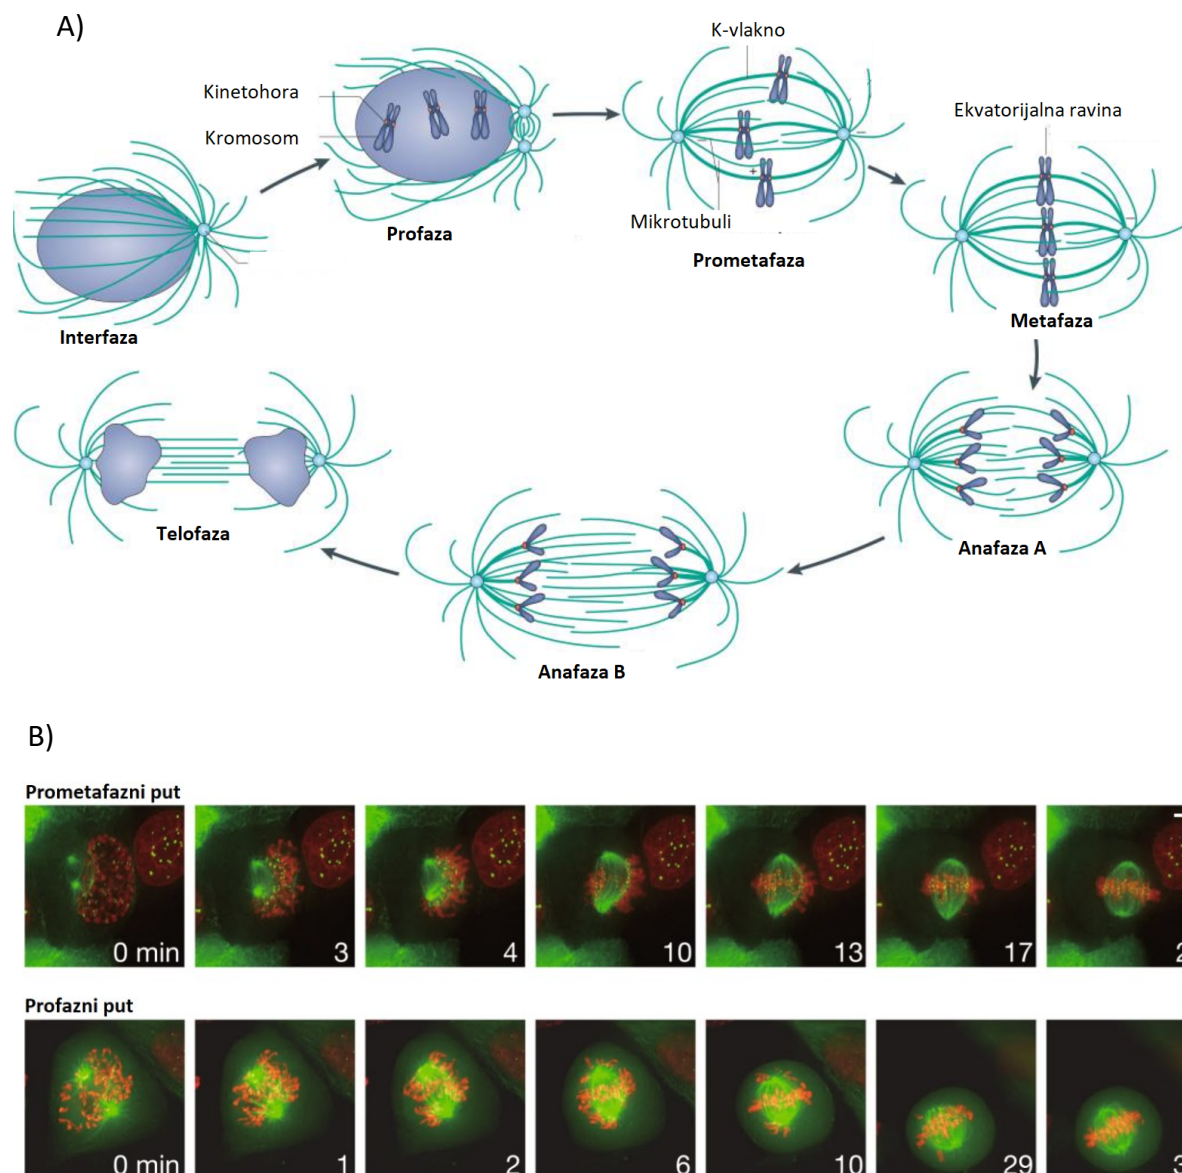 A)
K-vlakno
Kinetohora
Kromosom
Ekvatorijalna ravina
+
Mikrotubuli
Profaza
Prometafaza
Interfaza
Metafaza
Telofaza
Anafaza A
Anafaza B
B)
Prometafazni put
0 min 3 4 10 13 17
Profazni put
0 min 1 2 6 10 29